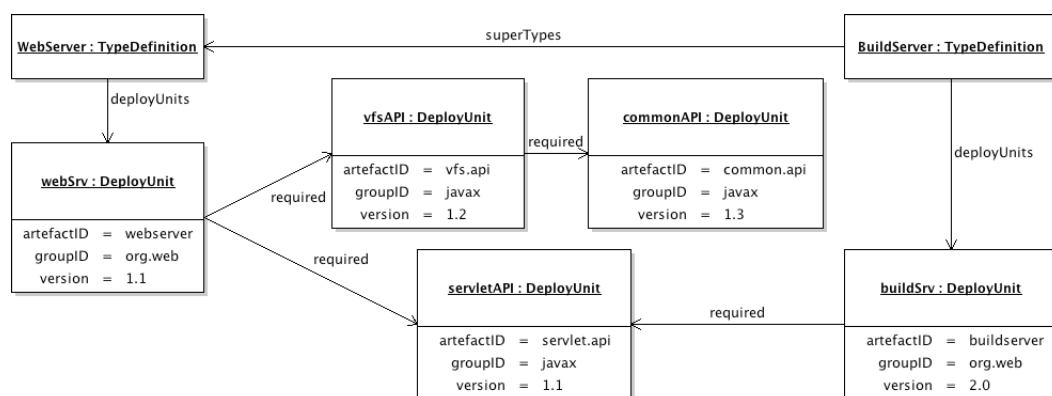 WebServer : TypeDefinition
superTypes
BuildServer : TypeDefinition
deployUnits
vfsAPI : DeployUnit
artefactID = vfs.api
groupID = javax
version = 1.2
required
commonAPI : DeployUnit
artefactID = common.api
groupID = javax
version = 1.3
deployUnits
webSrv : DeployUnit
artefactID = webserver
groupID = org.web
version = 1.1
required
required
servletAPI : DeployUnit
artefactID = servlet.api
groupID = javax
version = 1.1
required
buildSrv : DeployUnit
artefactID = buildserver
groupID = org.web
version = 2.0